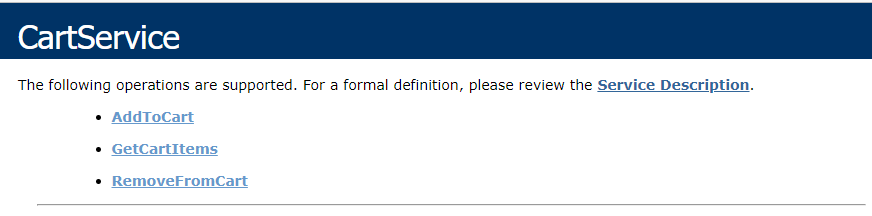 CartService
The following operations are supported. For a formal definition, please review the Service Description.
AddToCart
GetCartItems
RemoveFromCart